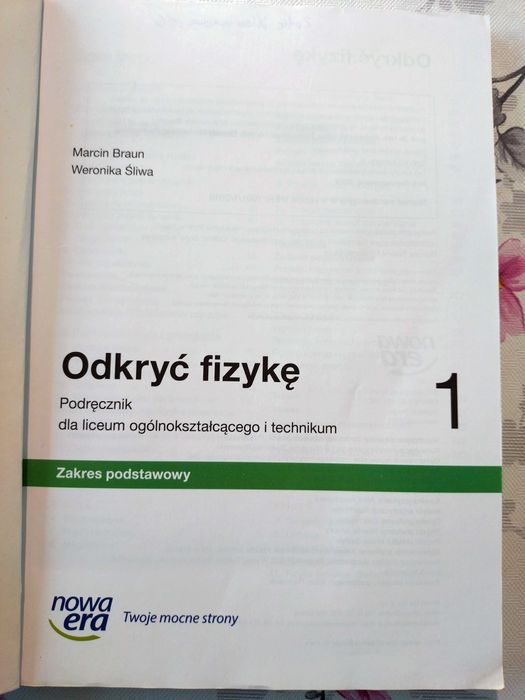 Marcin Braun
Weronika Śliwa
Odkryć fizykę
1
Podręcznik
dla liceum ogólnokształcącego i technikum
Zakres podstawowy
nowa
era
Twoje mocne strony